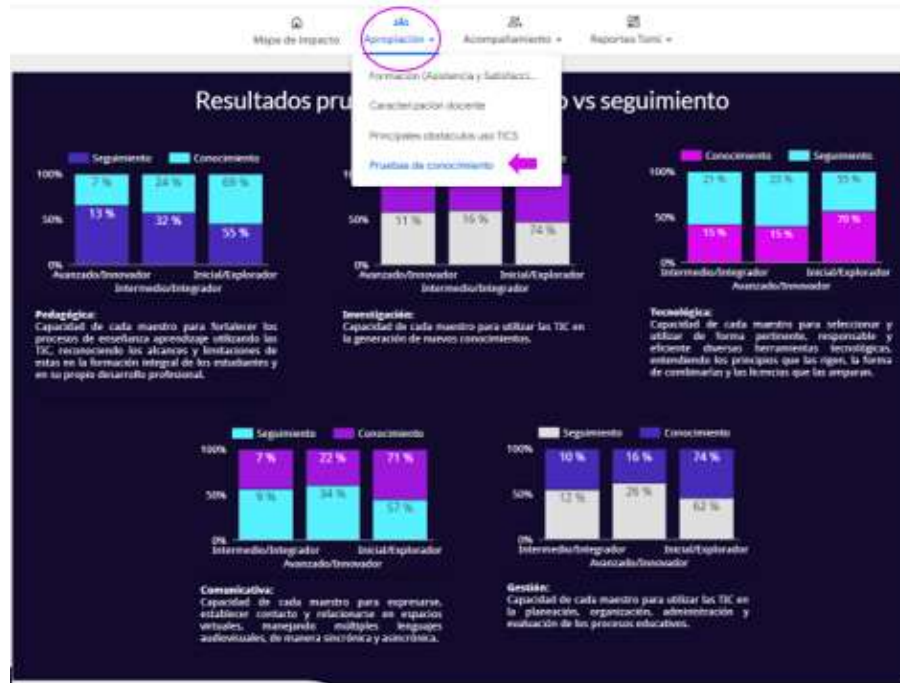 Mapa de Impacto
Apropiación
Acompañamiento
Reportes Tomi
Formación (Asistencia y Satisfacci...
Caracterización docente
Principales obstáculos uso TICS
Pruebas de conocimiento
Resultados pru
o vs seguimiento
Seguimiento Conocimiento
100%
7 % 24 % 69 %
50%
13 % 32 % 55 %
0%
Avanzado/Innovador Inicial/Explorador
Intermedio/Integrador
Pedagógica:
Capacidad de cada maestro para fortalecer los
procesos de enseñanza aprendizaje utilizando las
TIC, reconociendo los alcances y limitaciones de
estas en la formación integral de los estudiantes y
en su propio desarrollo profesional.
50%
11 % 16 % 74 %
0%
Avanzado/Innovador Inicial/Explorador
Intermedio/Integrador
Investigación:
Capacidad de cada maestro para utilizar las TIC en
la generación de nuevos conocimientos.
Conocimiento Seguimiento
100%
50%
15 % 15 % 70 %
0%
Intermedio/Integrador Inicial/Explorador
Avanzado/Innovador
Tecnológica:
Capacidad de cada maestro para seleccionar y
utilizar de forma pertinente, responsable y
eficiente diversas herramientas tecnológicas,
entendiendo los principios que las rigen, la forma
de combinarlas y las licencias que las amparan.
Seguimiento Conocimiento
100%
7 % 22 % 71 %
50%
9 % 34 % 57 %
0%
Intermedio/Integrador Inicial/Explorador
Avanzado/Innovador
Comunicativa:
Capacidad de cada maestro para expresarse,
establecer contacto y relacionarse en espacios
virtuales, manejando múltiples lenguajes
audiovisuales, de manera sincrónica y asincrónica.
Seguimiento Conocimiento
100%
10 % 16 % 74 %
50%
12 % 26 % 62 %
0%
Intermedio/Integrador Inicial/Explorador
Avanzado/Innovador
Gestión:
Capacidad de cada maestro para utilizar las TIC en
la planeación, organización, administración y
evaluación de los procesos educativos.